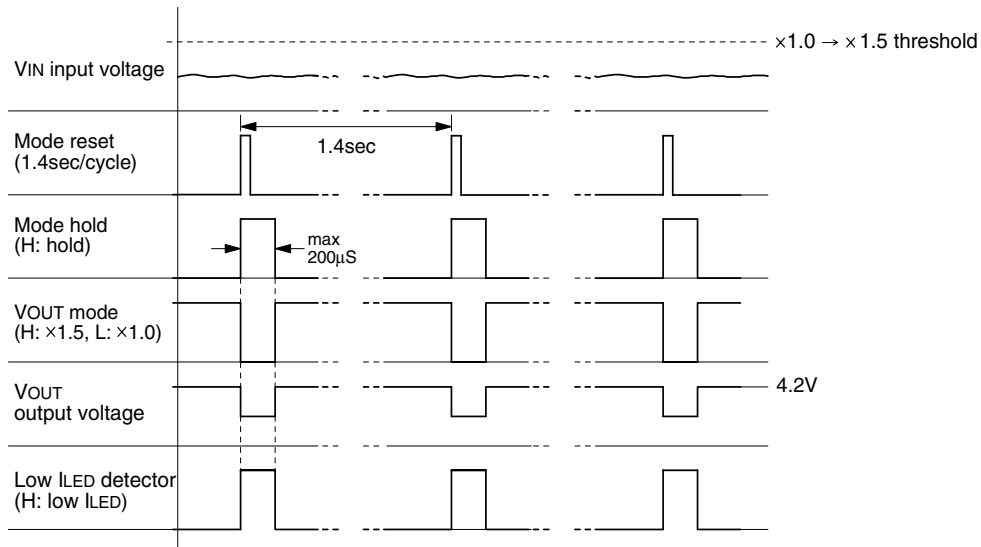 ×1.0 → ×1.5 threshold
VIN input voltage
Mode reset
(1.4sec/cycle)
1.4sec
Mode hold
(H: hold)
max
200µS
VOUT mode
(H: ×1.5, L: ×1.0)
VOUT
output voltage
4.2V
Low ILED detector
(H: low ILED)